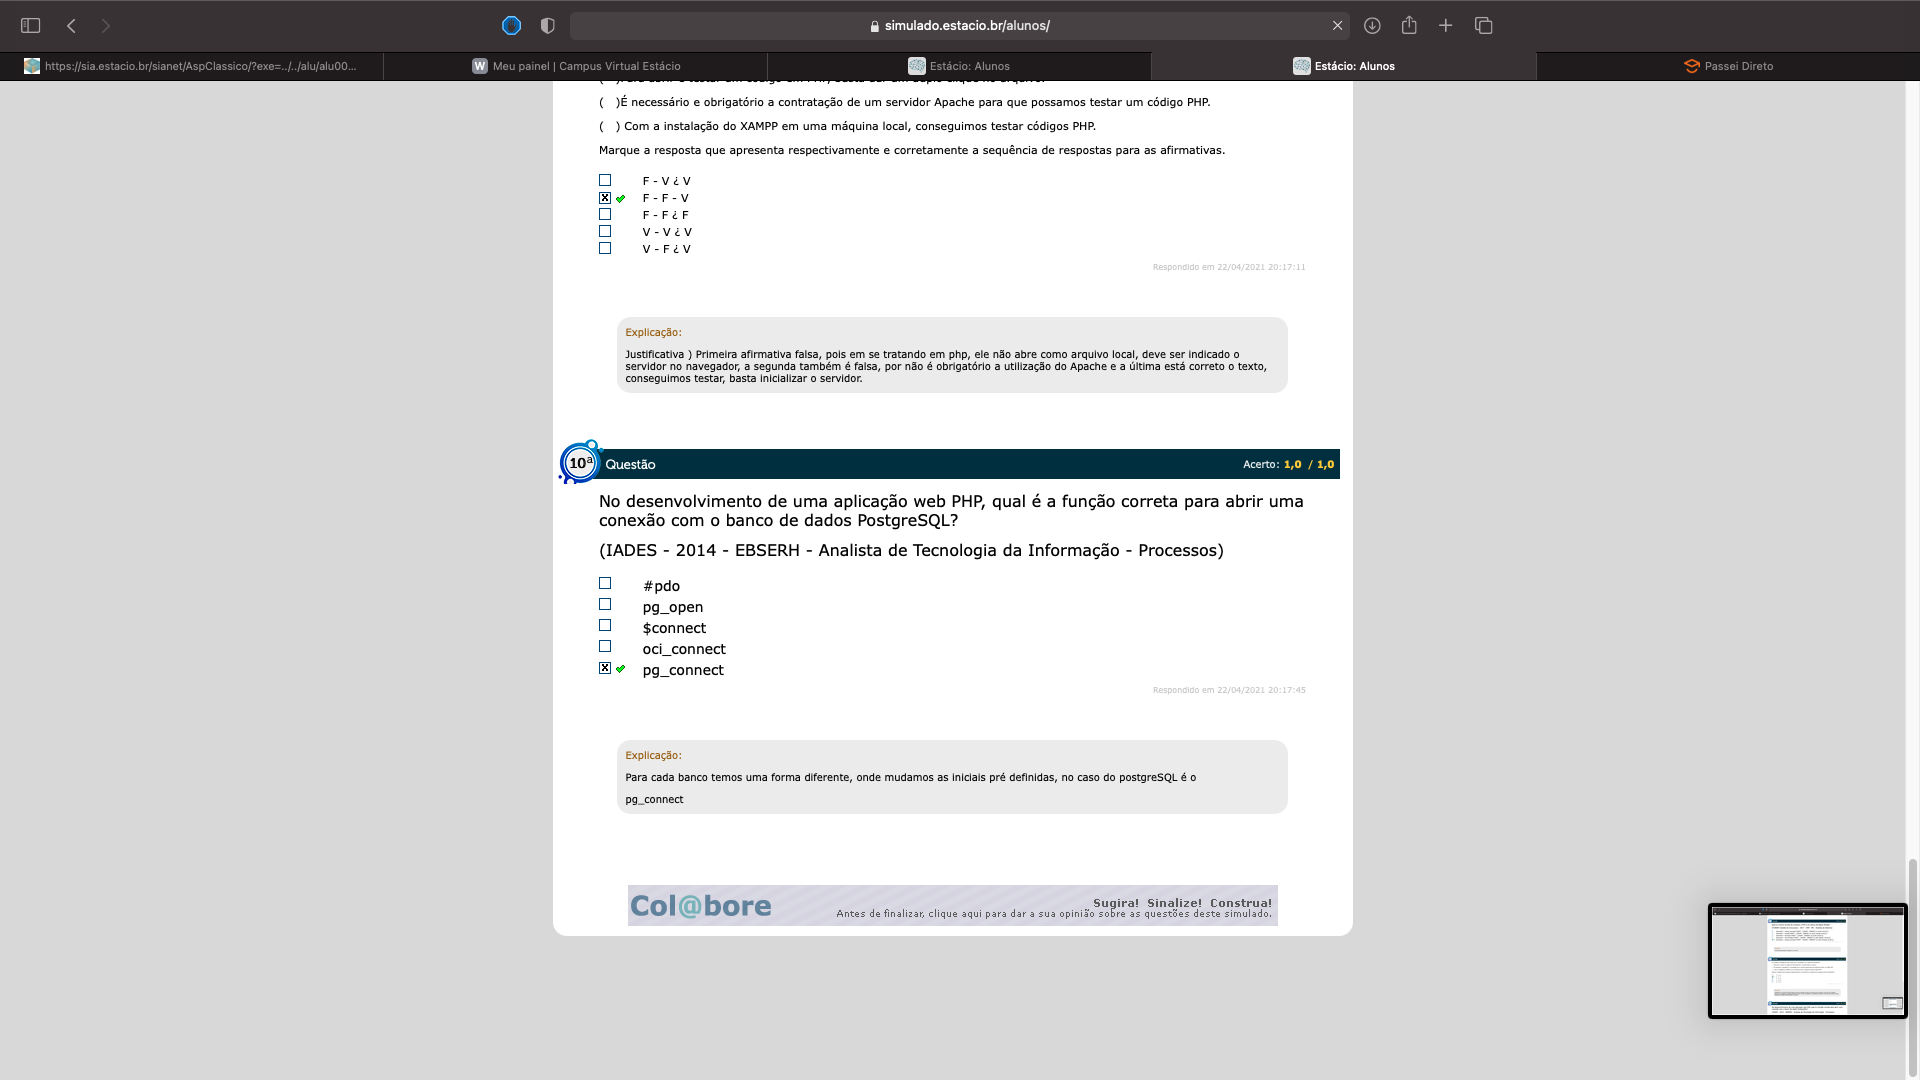 simulado.estacio.br/alunos/
https://sia.estacio.br/sianet/AspClassico/?exe=../../alu/alu00...
Meu painel | Campus Virtual Estácio
Estácio: Alunos
Estácio: Alunos
Passei Direto
( )É necessário e obrigatório a contratação de um servidor Apache para que possamos testar um código PHP.
( ) Com a instalação do XAMPP em uma máquina local, conseguimos testar códigos PHP.
Marque a resposta que apresenta respectivamente e corretamente a sequência de respostas para as afirmativas.
F - V ¿ V
X F - F - V
F - F ¿ F
V - V ¿ V
V - F ¿ V
Respondido em 22/04/2021 20:17:11
Explicação:
Justificativa ) Primeira afirmativa falsa, pois em se tratando em php, ele não abre como arquivo local, deve ser indicado o
servidor no navegador, a segunda também é falsa, por não é obrigatório a utilização do Apache e a última está correto o texto,
conseguimos testar, basta inicializar o servidor.
10ª Questão
Acerto: 1,0 / 1,0
No desenvolvimento de uma aplicação web PHP, qual é a função correta para abrir uma
conexão com o banco de dados PostgreSQL?
(IADES - 2014 - EBSERH - Analista de Tecnologia da Informação - Processos)
#pdo
pg_open
$connect
oci_connect
X pg_connect
Respondido em 22/04/2021 20:17:45
Explicação:
Para cada banco temos uma forma diferente, onde mudamos as iniciais pré definidas, no caso do postgreSQL é o
pg_connect
Col@bore
Sugira! Sinalize! Construa!
Antes de finalizar, clique aqui para dar a sua opinião sobre as questões deste simulado.